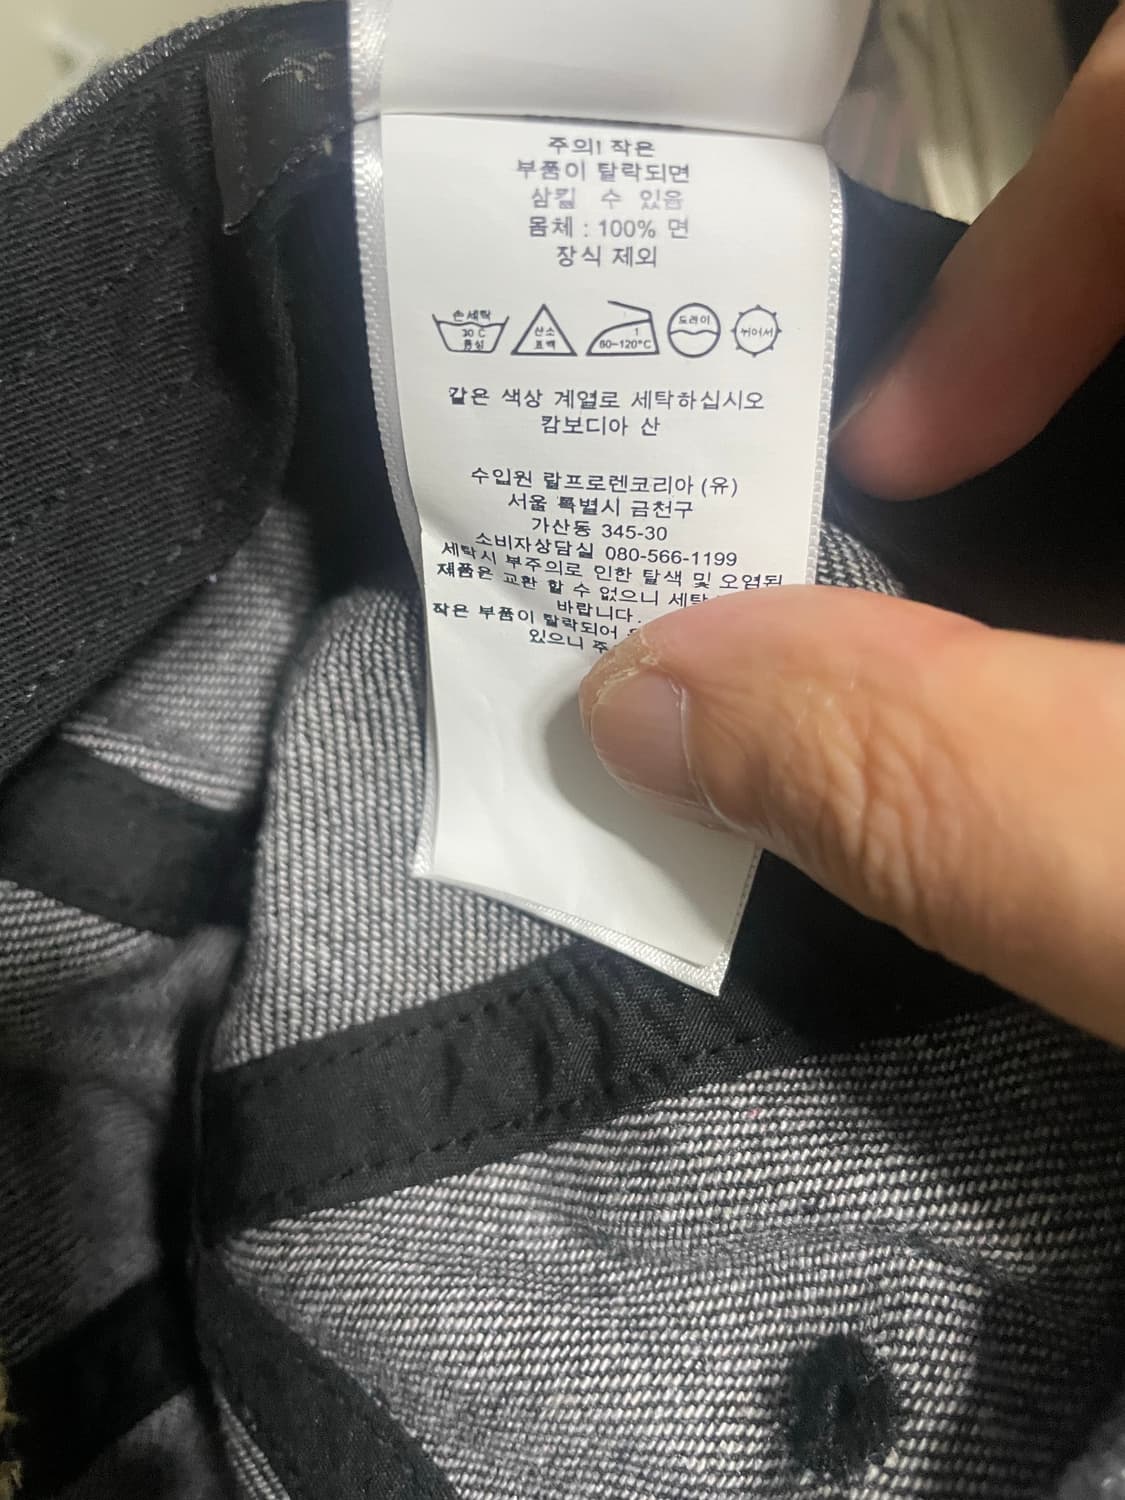 주의! 작은
부품이 탈락되면
삼킬 수 있음
몸체 : 100% 면
장식 제외
손세탁
30 C
중성
산소
표백
1
80~120°C
드라이
뉘어서
같은 색상 계열로 세탁하십시오
캄보디아 산
수입원 랄프로렌코리아 (유)
서울 특별시 금천구
가산동 345-30
소비자상담실 080-566-1199
세탁시 부주의로 인한 탈색 및 오염된
제품은 교환 할 수 없으니 세탁
바랍니다.
작은 부품이 탈락되어
있으니 주